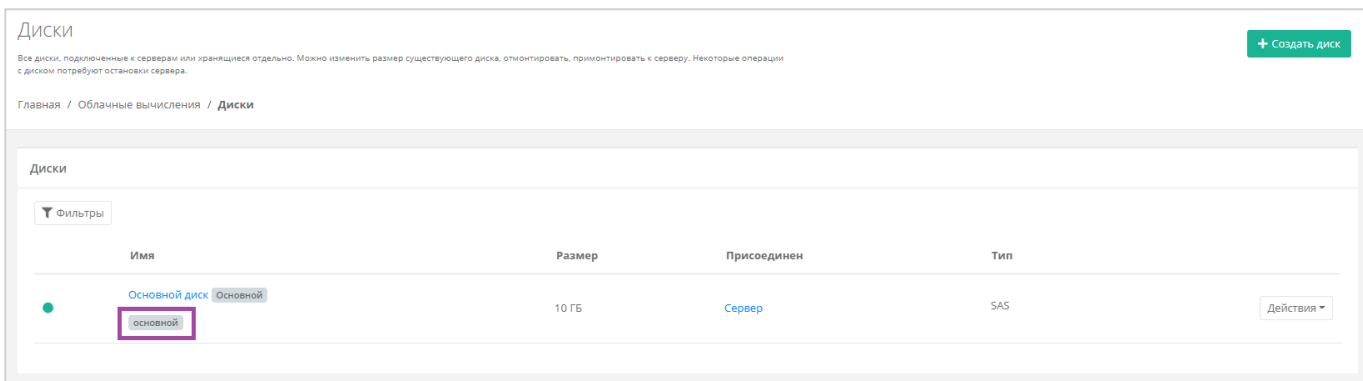 Диски
+ Создать диск
Все диски, подключенные к серверам или хранящиеся отдельно. Можно изменить размер существующего диска, отмонтировать, примонтировать к серверу. Некоторые операции
с диском потребуют остановки сервера.
Главная / Облачные вычисления / Диски
Диски
Фильтры
Имя Размер Присоединен Тип
Основной диск Основной
10 ГБ Сервер SAS Действия
основной